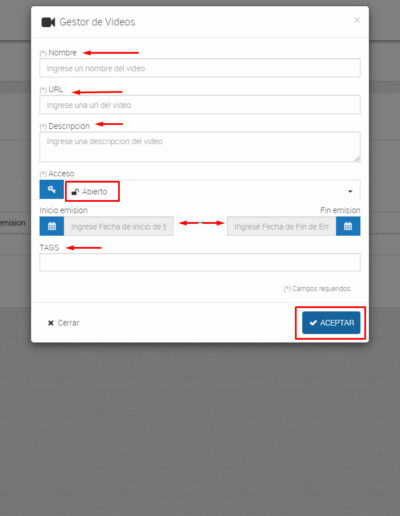 Gestor de Videos
×
(*) Nombre
Ingrese un nombre del video
(*) URL
Ingrese una url del video
(*) Descripción
Ingrese una descripcion del video
(*) Acceso
Abierto
Inicio emision Fin emision
emision
Ingrese Fecha de inicio de E Ingrese Fecha de Fin de Em
TAGS
(*) Campos requeridos.
Cerrar ACEPTAR